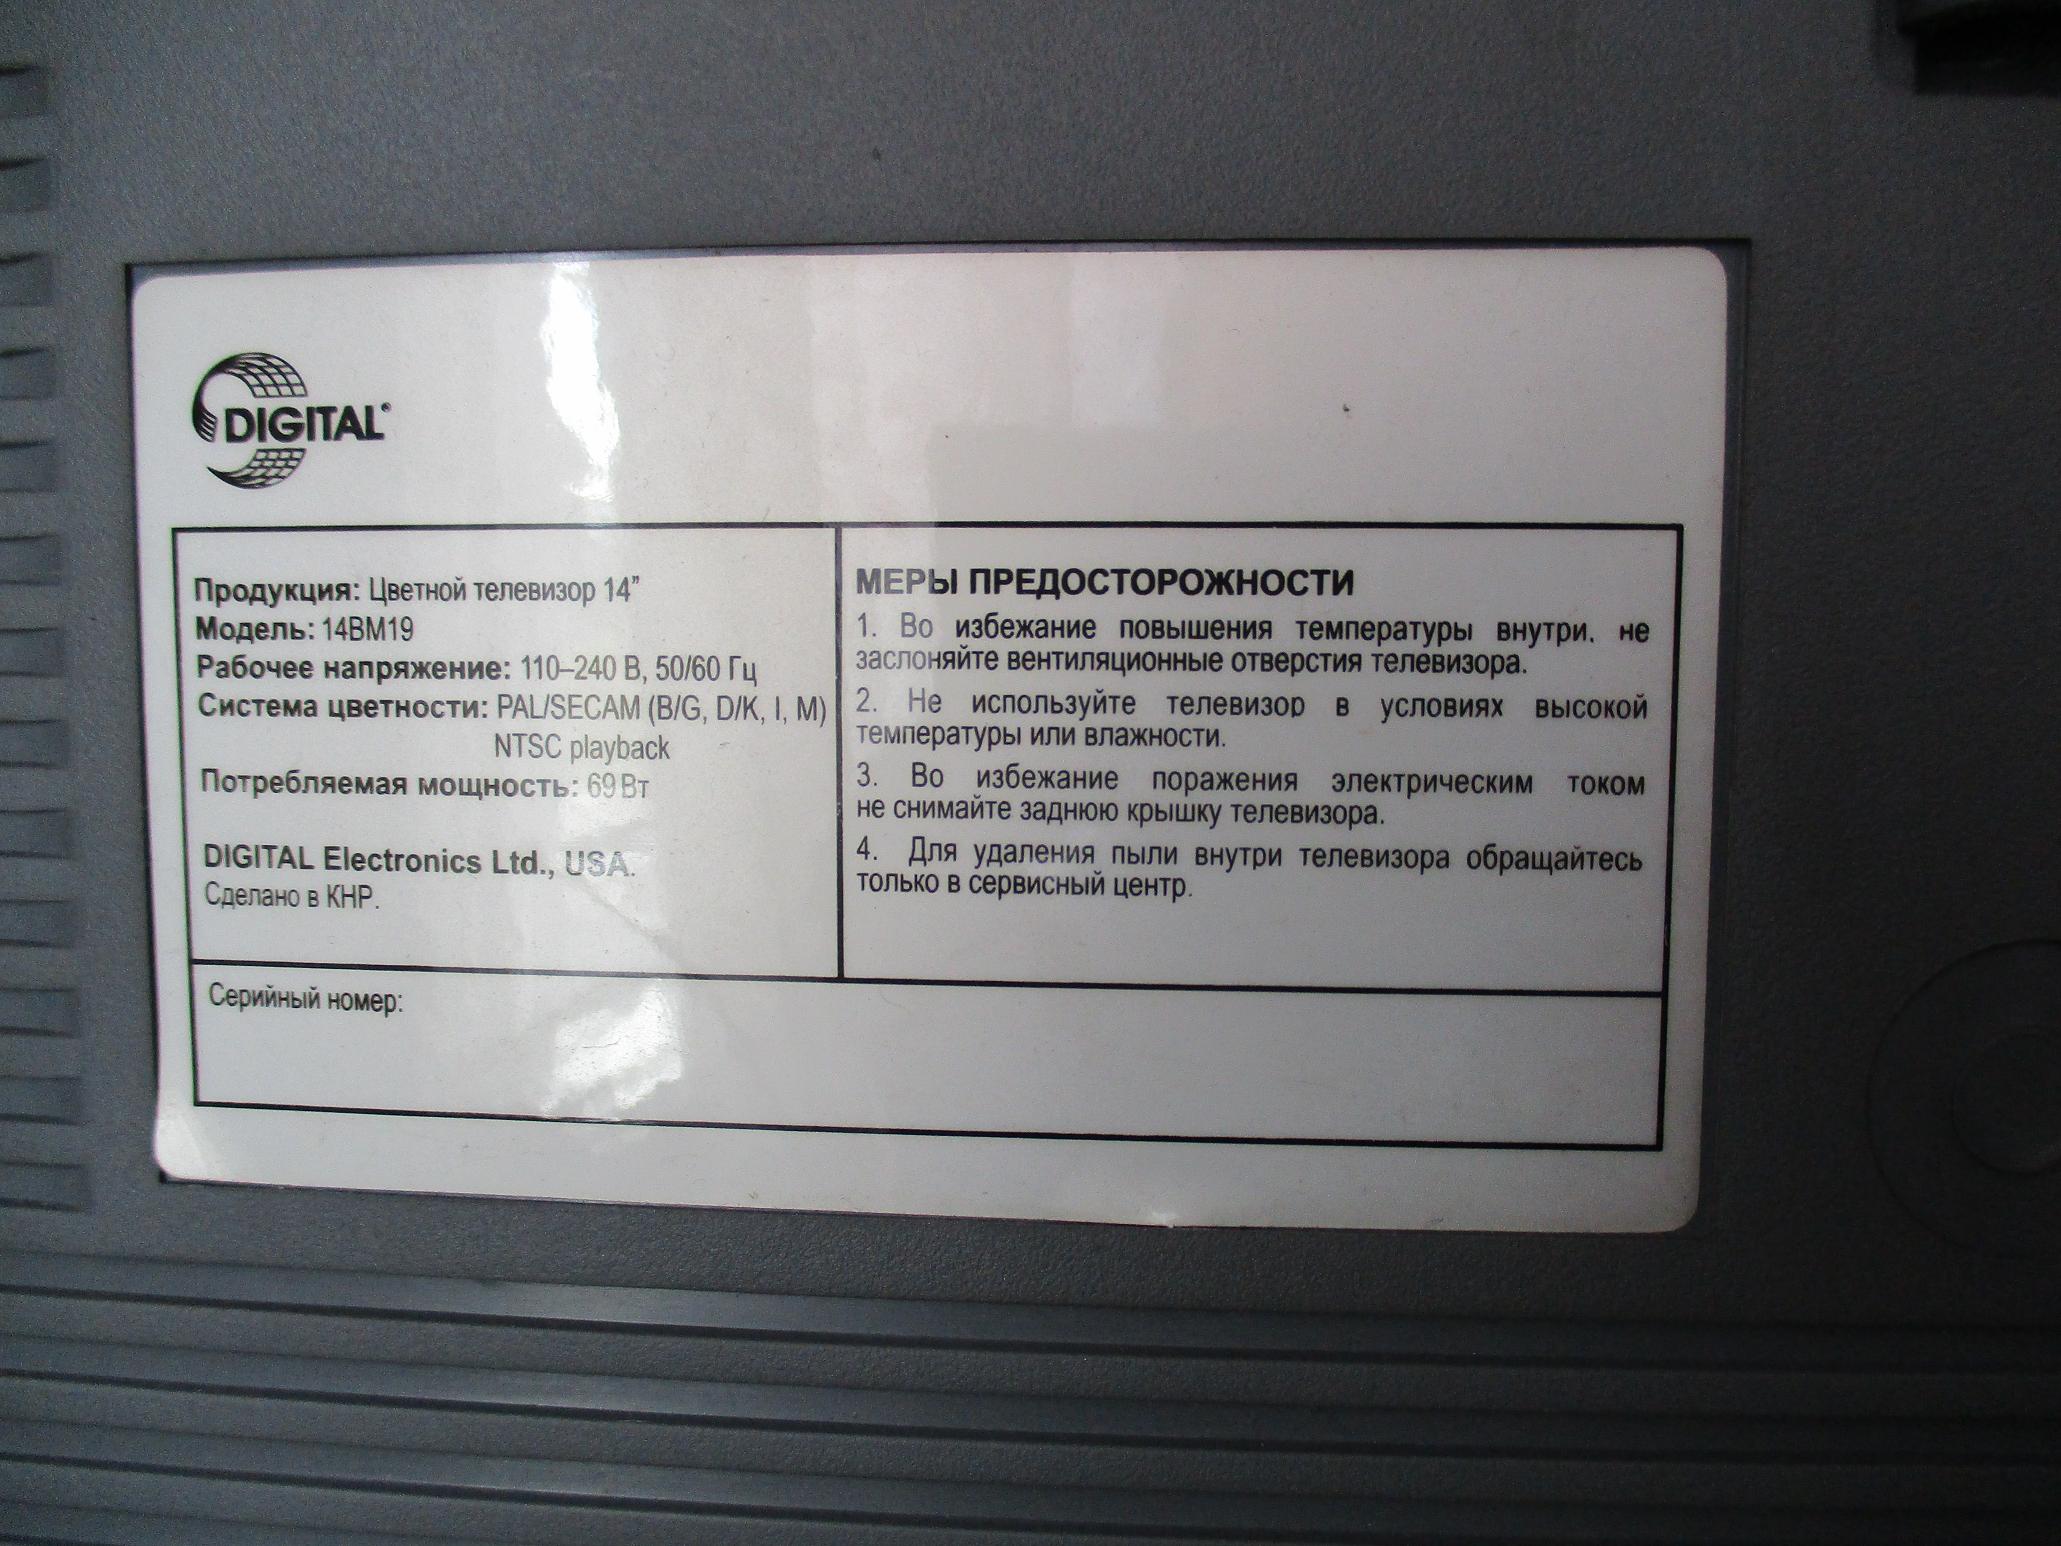 DIGITAL®
Продукция: Цветной телевизор 14”
Модель: 14BM19
Рабочее напряжение: 110–240 В, 50/60 Гц
Система цветности: PAL/SECAM (B/G, D/K, I, M)
NTSC playback
Потребляемая мощность: 69 Вт
DIGITAL Electronics Ltd., USA.
Сделано в КНР.
МЕРЫ ПРЕДОСТОРОЖНОСТИ
1. Во избежание повышения температуры внутри, не
заслоняйте вентиляционные отверстия телевизора.
2. Не используйте телевизор в условиях высокой
температуры или влажности.
3. Во избежание поражения электрическим током
не снимайте заднюю крышку телевизора.
4. Для удаления пыли внутри телевизора обращайтесь
только в сервисный центр.
Серийный номер: